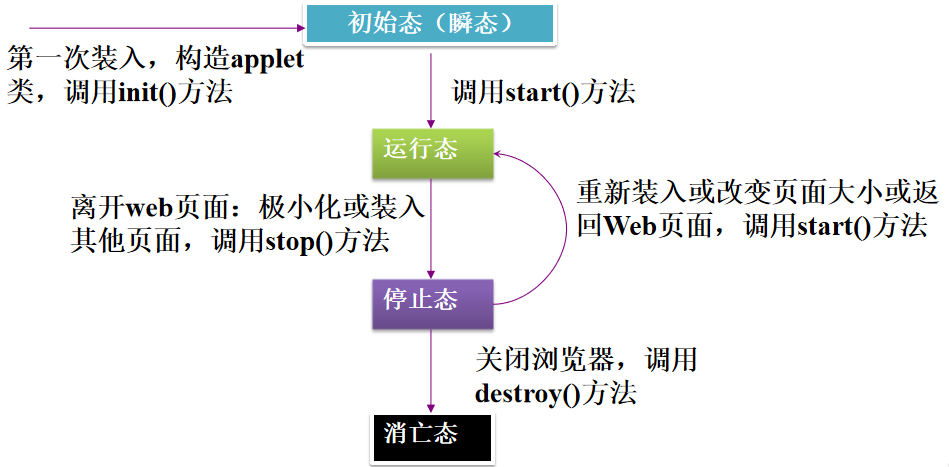 初始态（瞬态）
第一次装入，构造applet
类，调用init()方法
调用start()方法
运行态
离开web页面：极小化或装入
其他页面，调用stop()方法
重新装入或改变页面大小或返
回Web页面，调用start()方法
停止态
关闭浏览器，调用
destroy()方法
消亡态